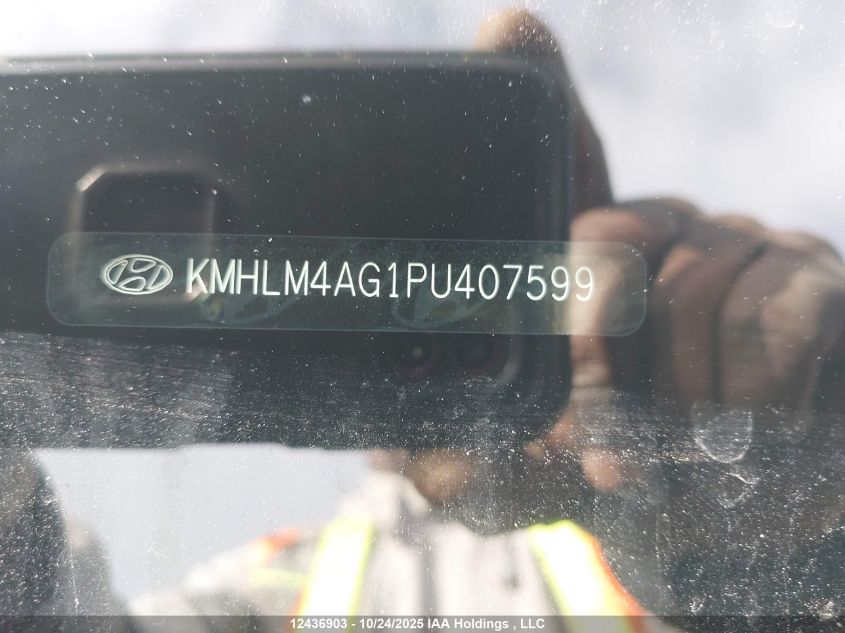 KMHLM4AG1PU407599
12436903 - 10/24/2025 IAA Holdings , LLC